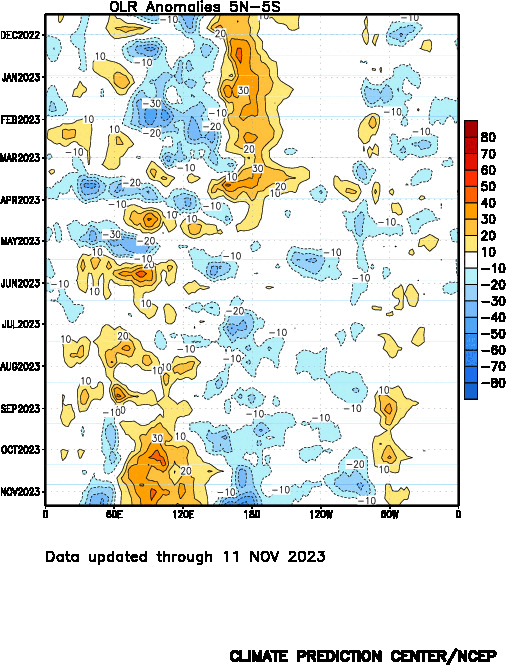 OLR Anomalies 5N-5S
DEC2022
JAN2023
FEB2023
MAR2023
APR2023
MAY2023
JUN2023
JUL2023
AUG2023
SEP2023
OCT2023
NOV2023
0 60E 120E 180 120W 60W 0
80
70
60
50
40
30
20
10
-10
-20
-30
-40
-50
-60
-70
-80
Data updated through 11 NOV 2023
CLIMATE PREDICTION CENTER/NCEP